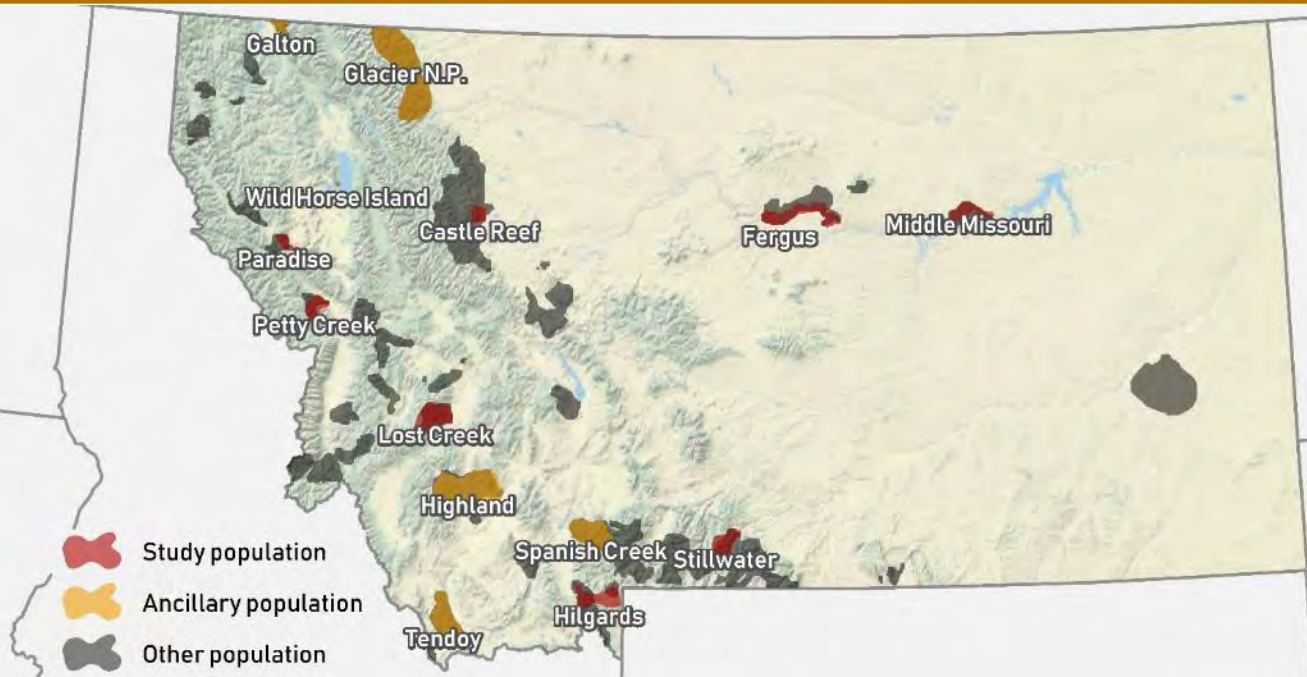 Galton
Glacier N.P.
Wild Horse Island
Castle Reef
Fergus
Middle Missouri
Paradise
Petty Creek
Lost Creek
Highland
Spanish Creek
Stillwater
Hilgards
Tendoy
Study population
Ancillary population
Other population